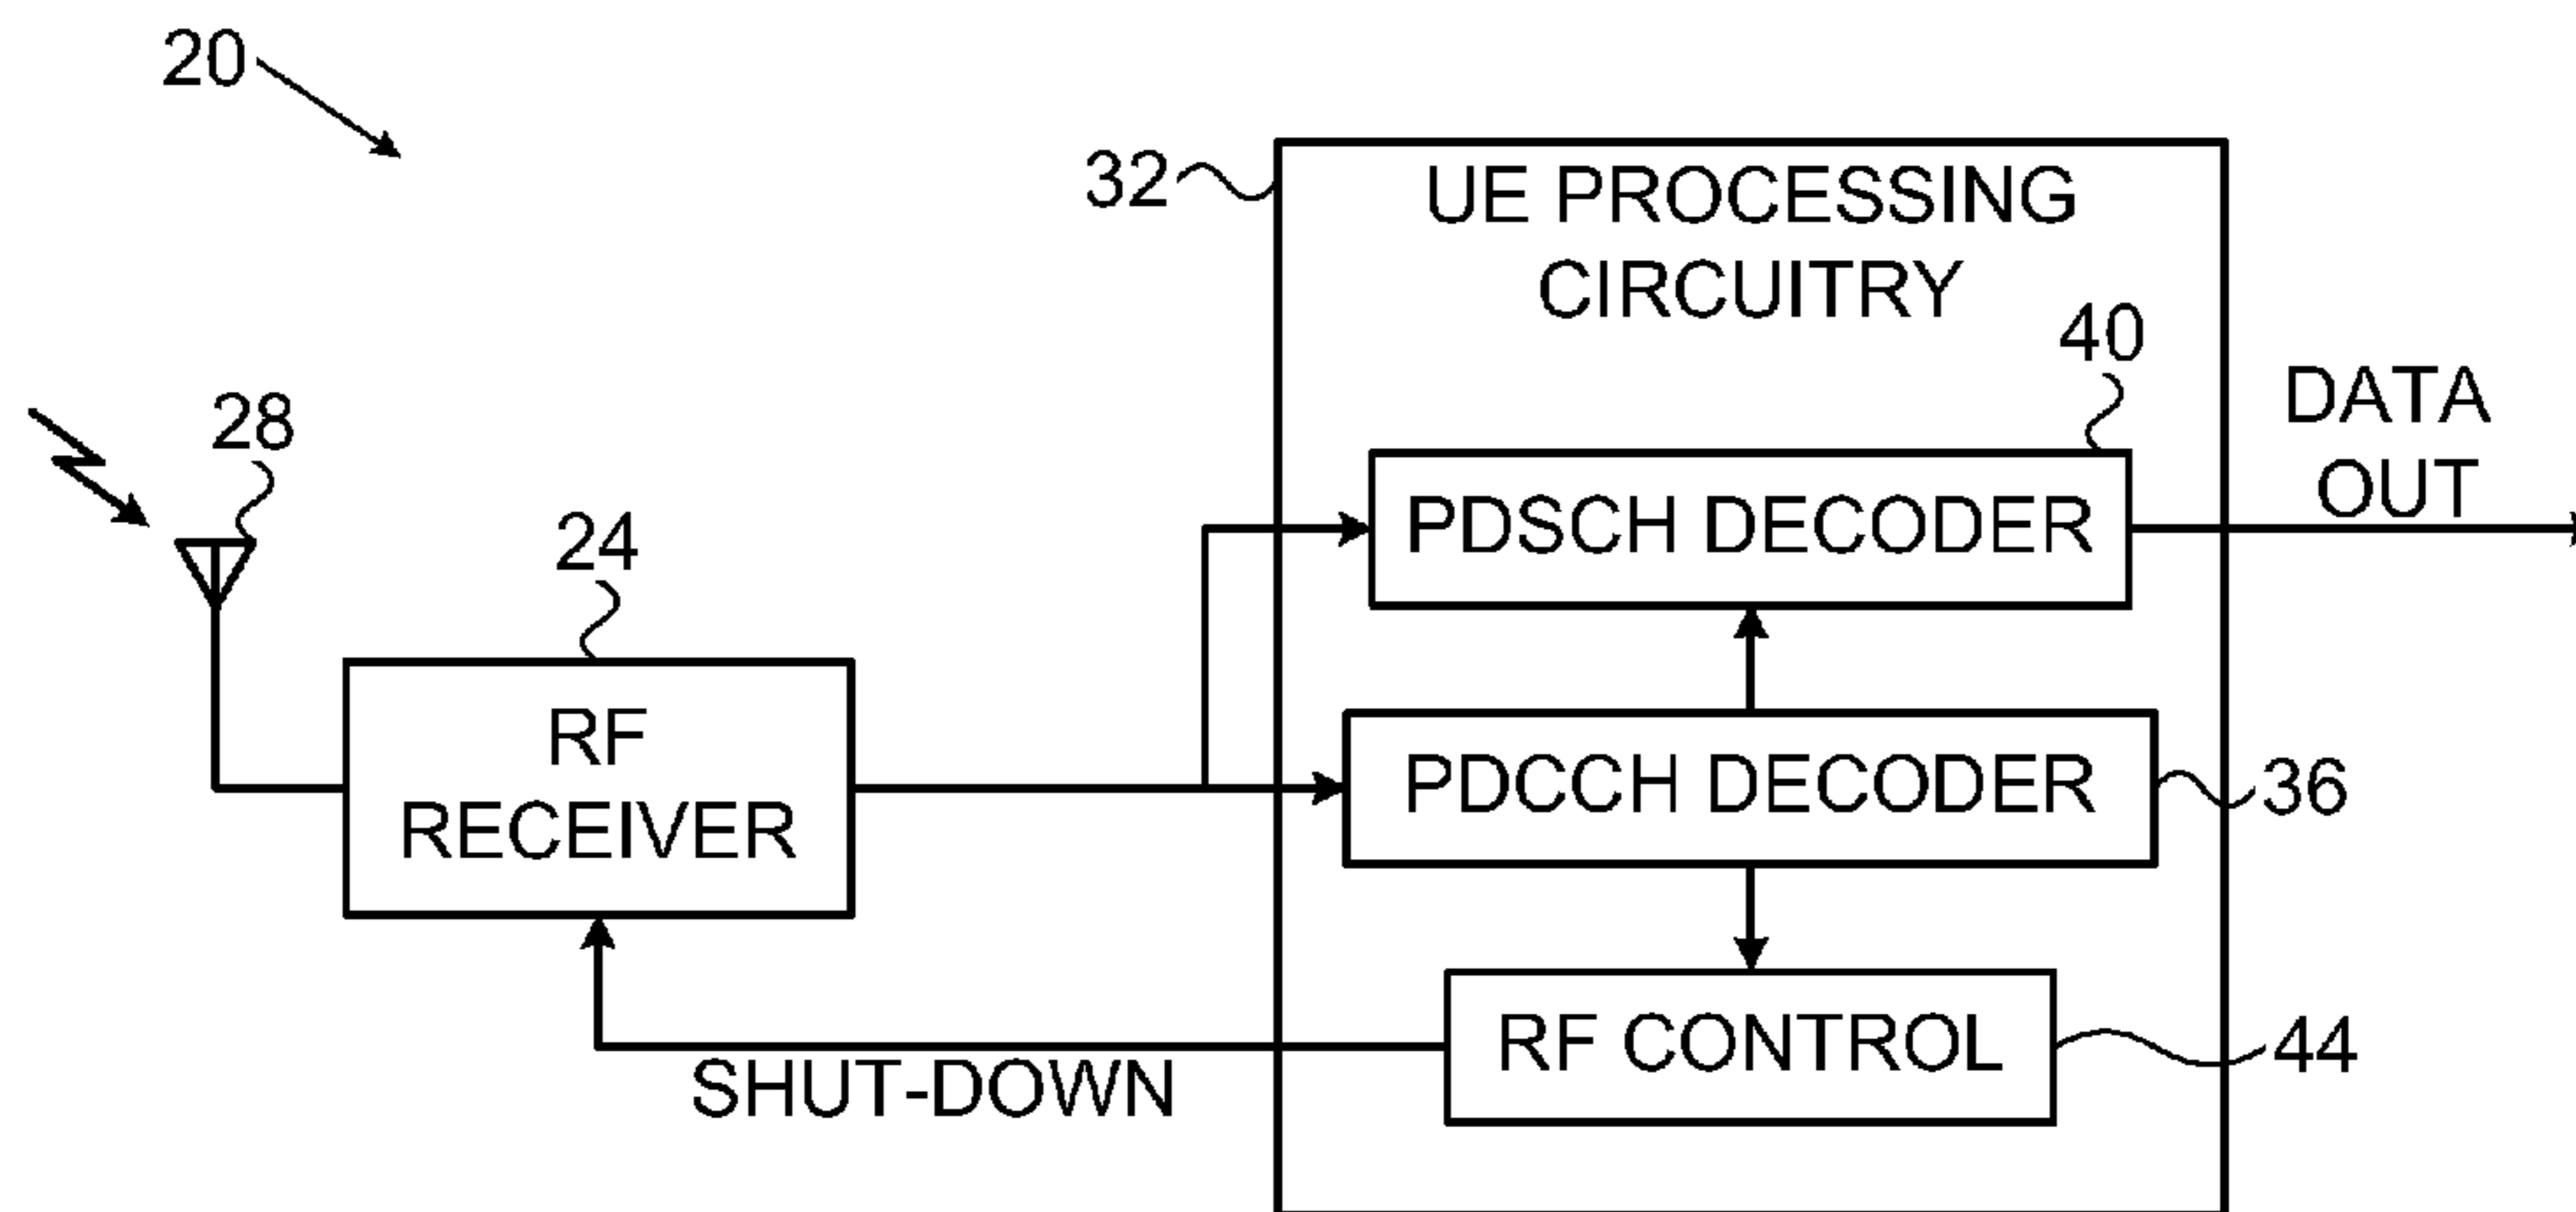 20
32
UE PROCESSING
CIRCUITRY
40
DATA
OUT
28
24
PDSCH DECODER
RF
RECEIVER
PDCCH DECODER
36
RF CONTROL
44
SHUT-DOWN